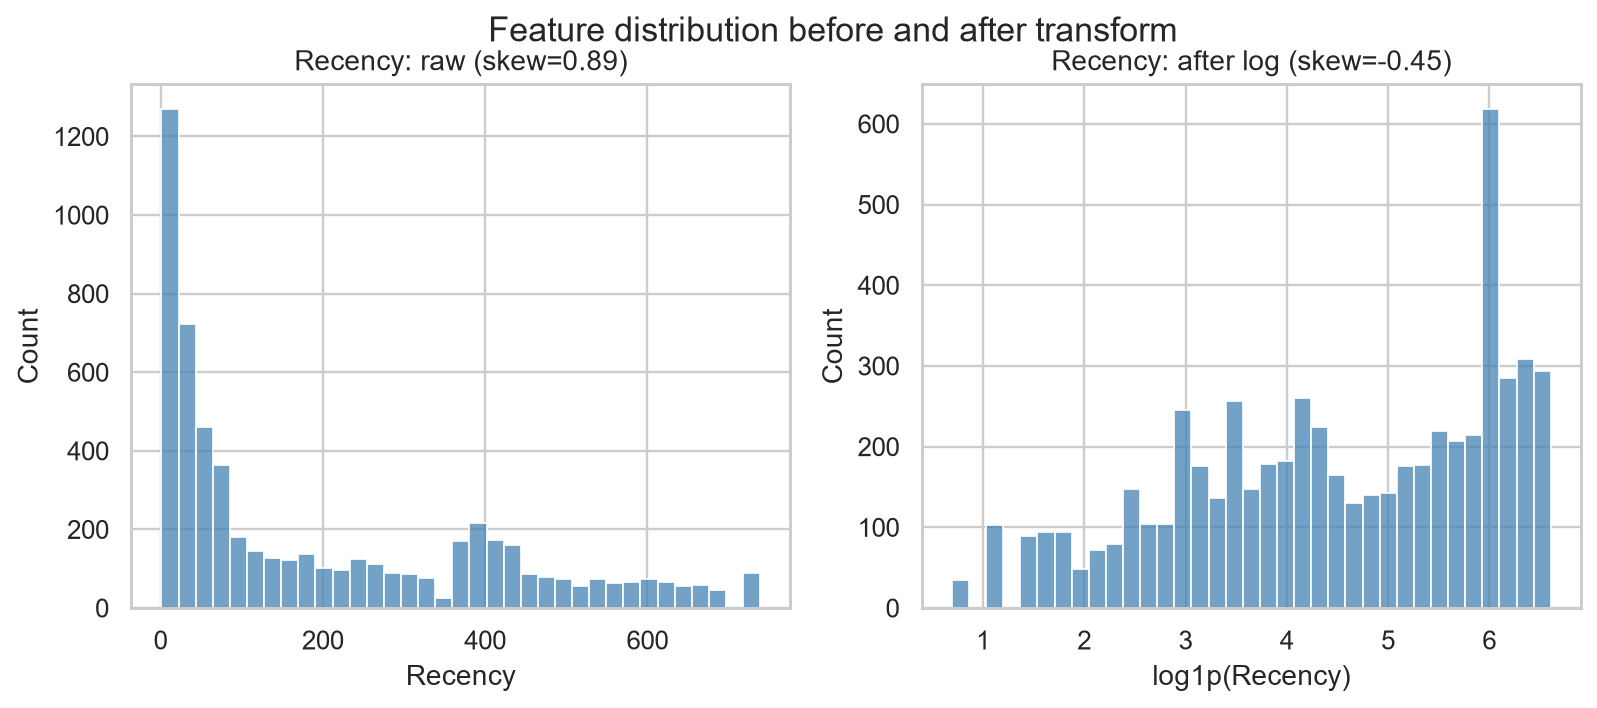 Feature distribution before and after transform
Recency: raw (skew=0.89)
Count
1200
1000
800
600
400
200
0
0 200 400 600
Recency
Recency: after log (skew=-0.45)
Count
600
500
400
300
200
100
0
1 2 3 4 5 6
log1p(Recency)